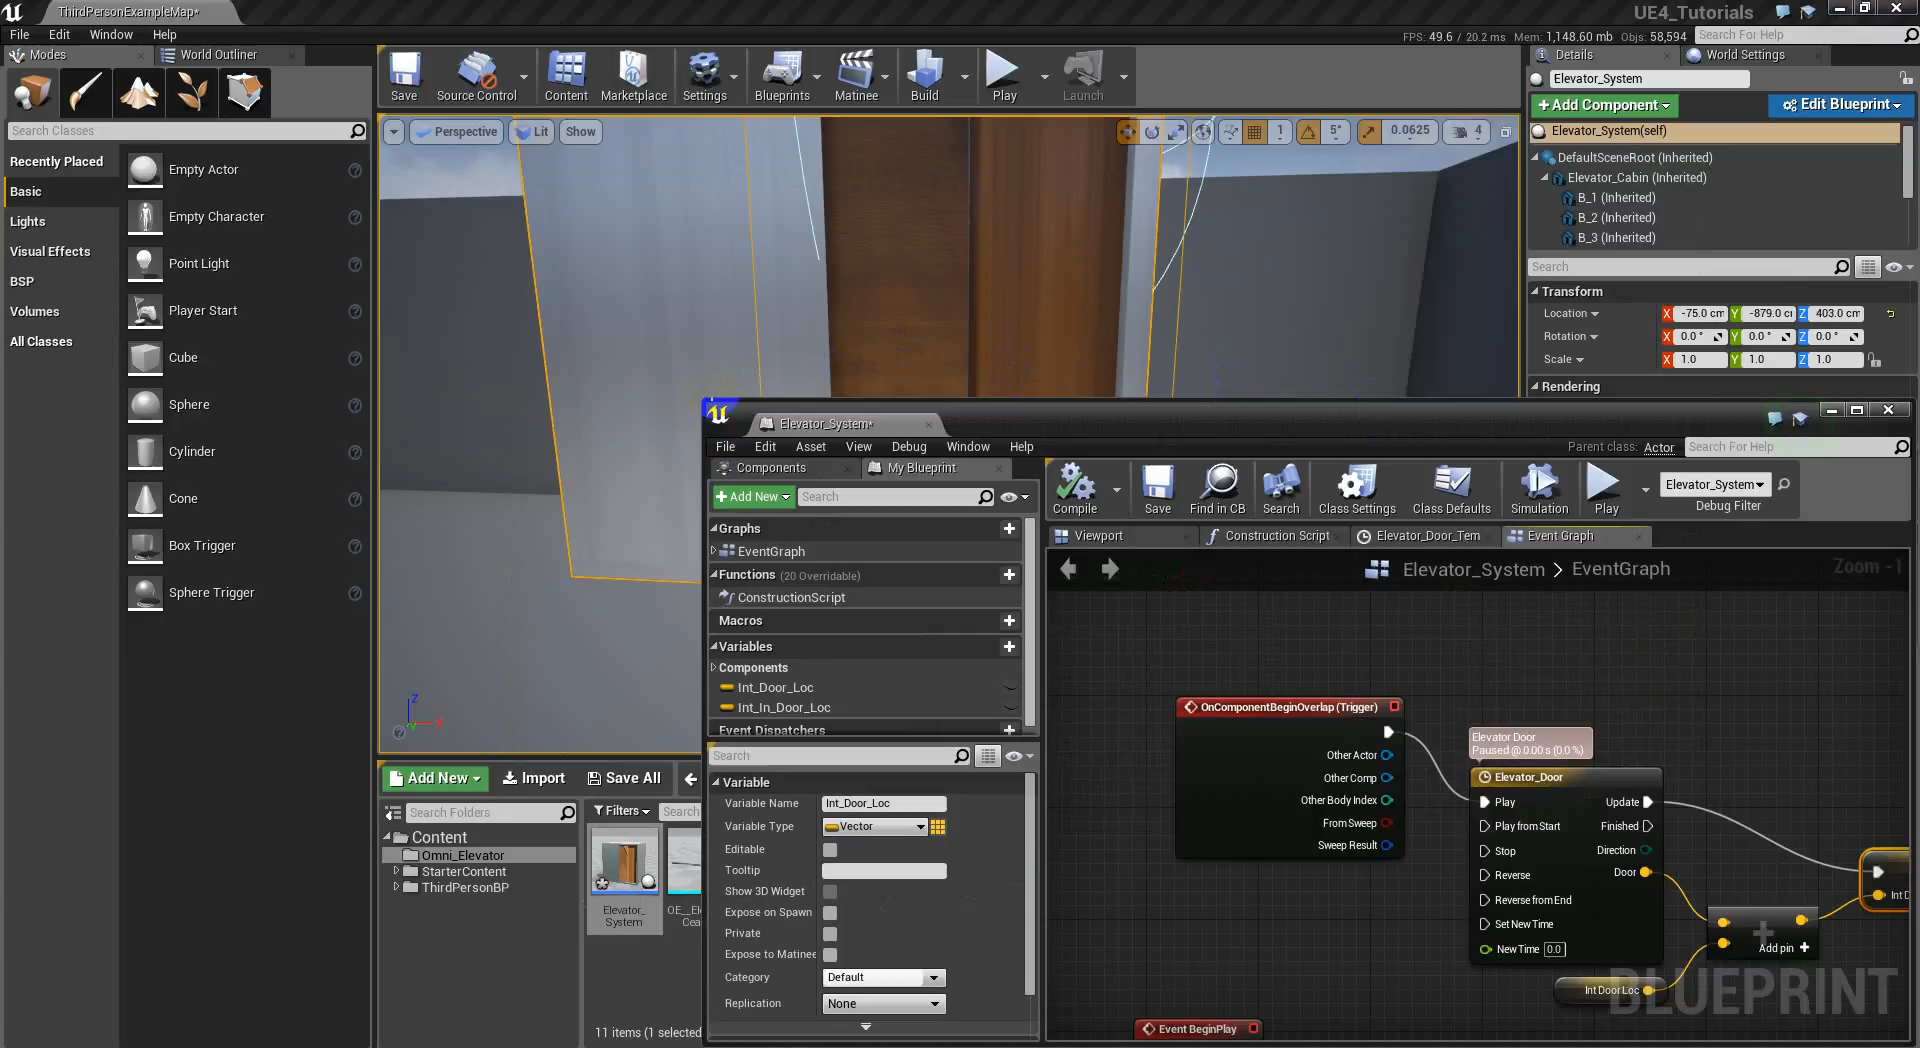 ThirdPersonExampleMap*
UE4_Tutorials
File Edit Window Help
FPS: 49.6 / 20.2 ms Mem: 1,148.60 mb Objs: 58,594
Search For Help
Modes
World Outliner
Search Classes
Recently Placed
Basic
Lights
Visual Effects
BSP
Volumes
All Classes
Empty Actor
Empty Character
Point Light
Player Start
Cube
Sphere
Cylinder
Cone
Box Trigger
Sphere Trigger
Save Source Control Content Marketplace Settings Blueprints Matinee Build Play Launch
Perspective Lit Show
1 5° 0.0625 4
Z
X
Details
World Settings
Elevator_System
+Add Component
Edit Blueprint
Elevator_System(self)
DefaultSceneRoot (Inherited)
Elevator_Cabin (Inherited)
B_1 (Inherited)
B_2 (Inherited)
B_3 (Inherited)
Search
Transform
Location X -75.0 cm Y -879.0 c Z 403.0 cm
Rotation X 0.0 ° Y 0.0 ° Z 0.0 °
Scale X 1.0 Y 1.0 Z 1.0
Rendering
Add New Import Save All
Search Folders
Filters Search
Content
Omni_Elevator
StarterContent
ThirdPersonBP
Elevator_
System
OE__El
Cea
11 items (1 selected
Elevator_System*
File Edit Asset View Debug Window Help
Parent class: Actor
Search For Help
Components
My Blueprint
+Add New Search
Graphs
EventGraph
Functions (20 Overridable)
ConstructionScript
Macros
Variables
Components
Int_Door_Loc
Int_In_Door_Loc
Event Dispatchers
Search
Variable
Variable Name Int_Door_Loc
Variable Type Vector
Editable
Tooltip
Show 3D Widget
Expose on Spawn
Private
Expose to Matinee
Category Default
Replication None
Compile Save Find in CB Search Class Settings Class Defaults Simulation Play
Elevator_System
Debug Filter
Viewport
Construction Script
Elevator_Door_Tem
Event Graph
Elevator_System > EventGraph
Zoom -1
OnComponentBeginOverlap (Trigger)
Other Actor
Other Comp
Other Body Index
From Sweep
Sweep Result
Elevator Door
Paused @ 0.00 s (0.0 %)
Elevator_Door
Play Update
Play from Start Finished
Stop Direction
Reverse Door
Reverse from End
Set New Time
New Time 0.0
Add pin +
Int Door Loc
Int D
Event BeginPlay
BLUEPRINT